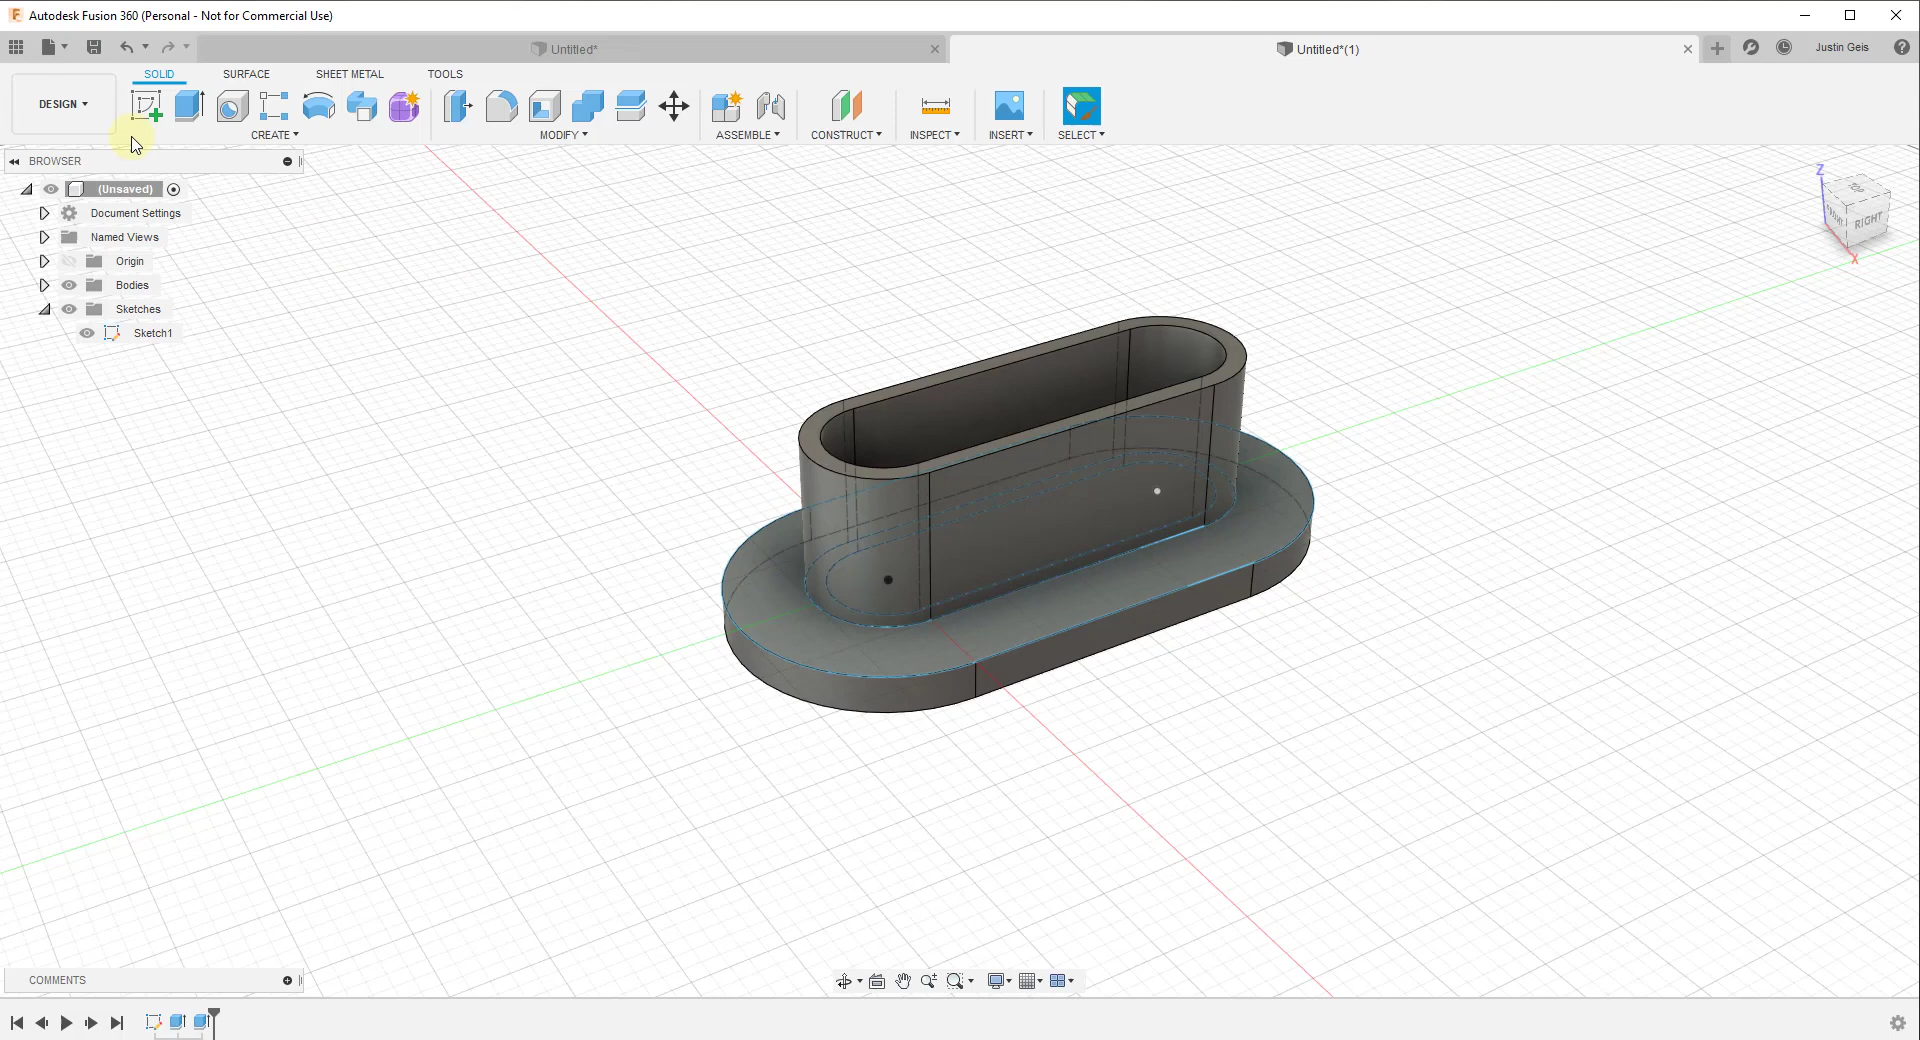 Autodesk Fusion 360 (Personal - Not for Commercial Use)
Untitled*
Untitled*(1)
Justin Geis
SOLID
SURFACE
SHEET METAL
TOOLS
DESIGN
CREATE
MODIFY
ASSEMBLE
CONSTRUCT
INSPECT
INSERT
SELECT
BROWSER
(Unsaved)
Document Settings
Named Views
Origin
Bodies
Sketches
Sketch1
Z
TOP
FRONT
RIGHT
X
COMMENTS